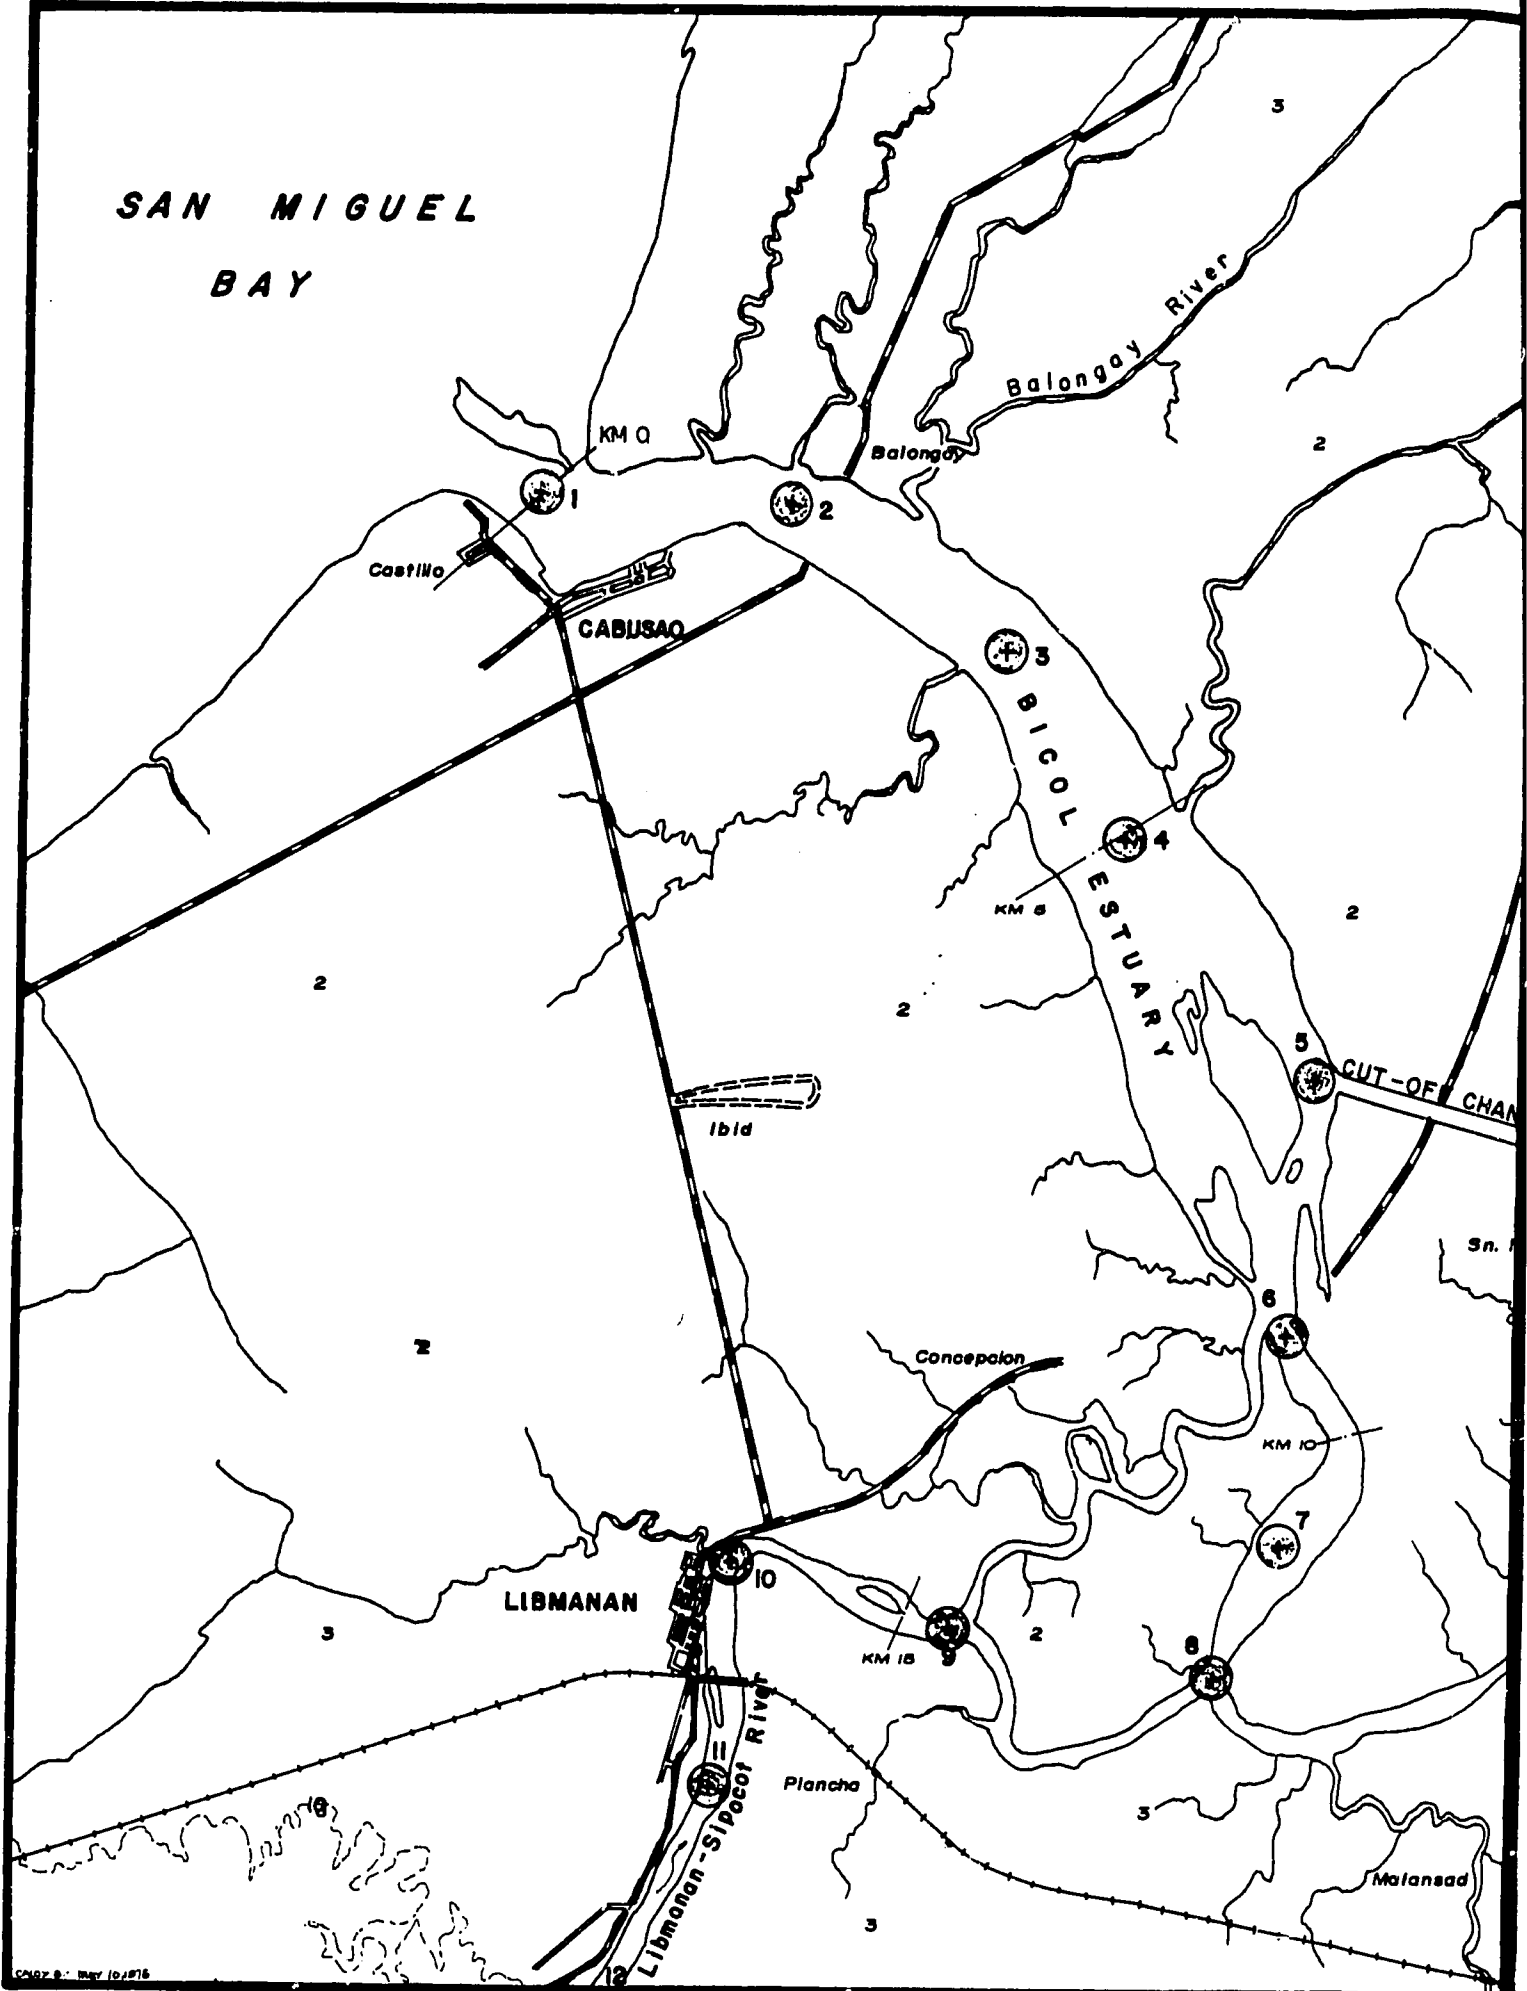 SAN MIGUEL
BAY
3
Balongay River
KM 0
1
2
Balongay
2
Castillo
CABUSAO
3
BICOL ESTUARY
4
KM 5
2
2
2
5
CUT-OFF CHAN
Ibid
Sn.
6
2
Concepcion
KM 10
7
10
LIBMANAN
3
KM 15
9
2
8
11
Libmanan-Sipocot River
Plancha
3
Malansad
3
12